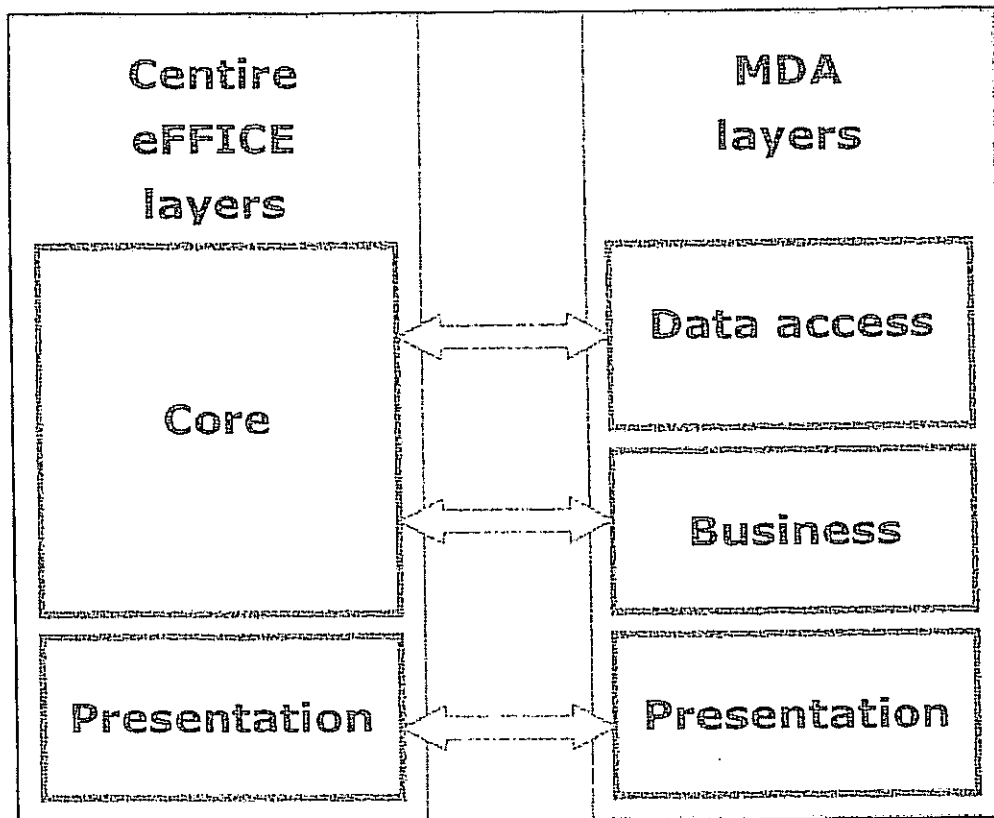 Centire
eFFICE
layers
MDA
layers
Core
Data access
Business
Presentation
Presentation